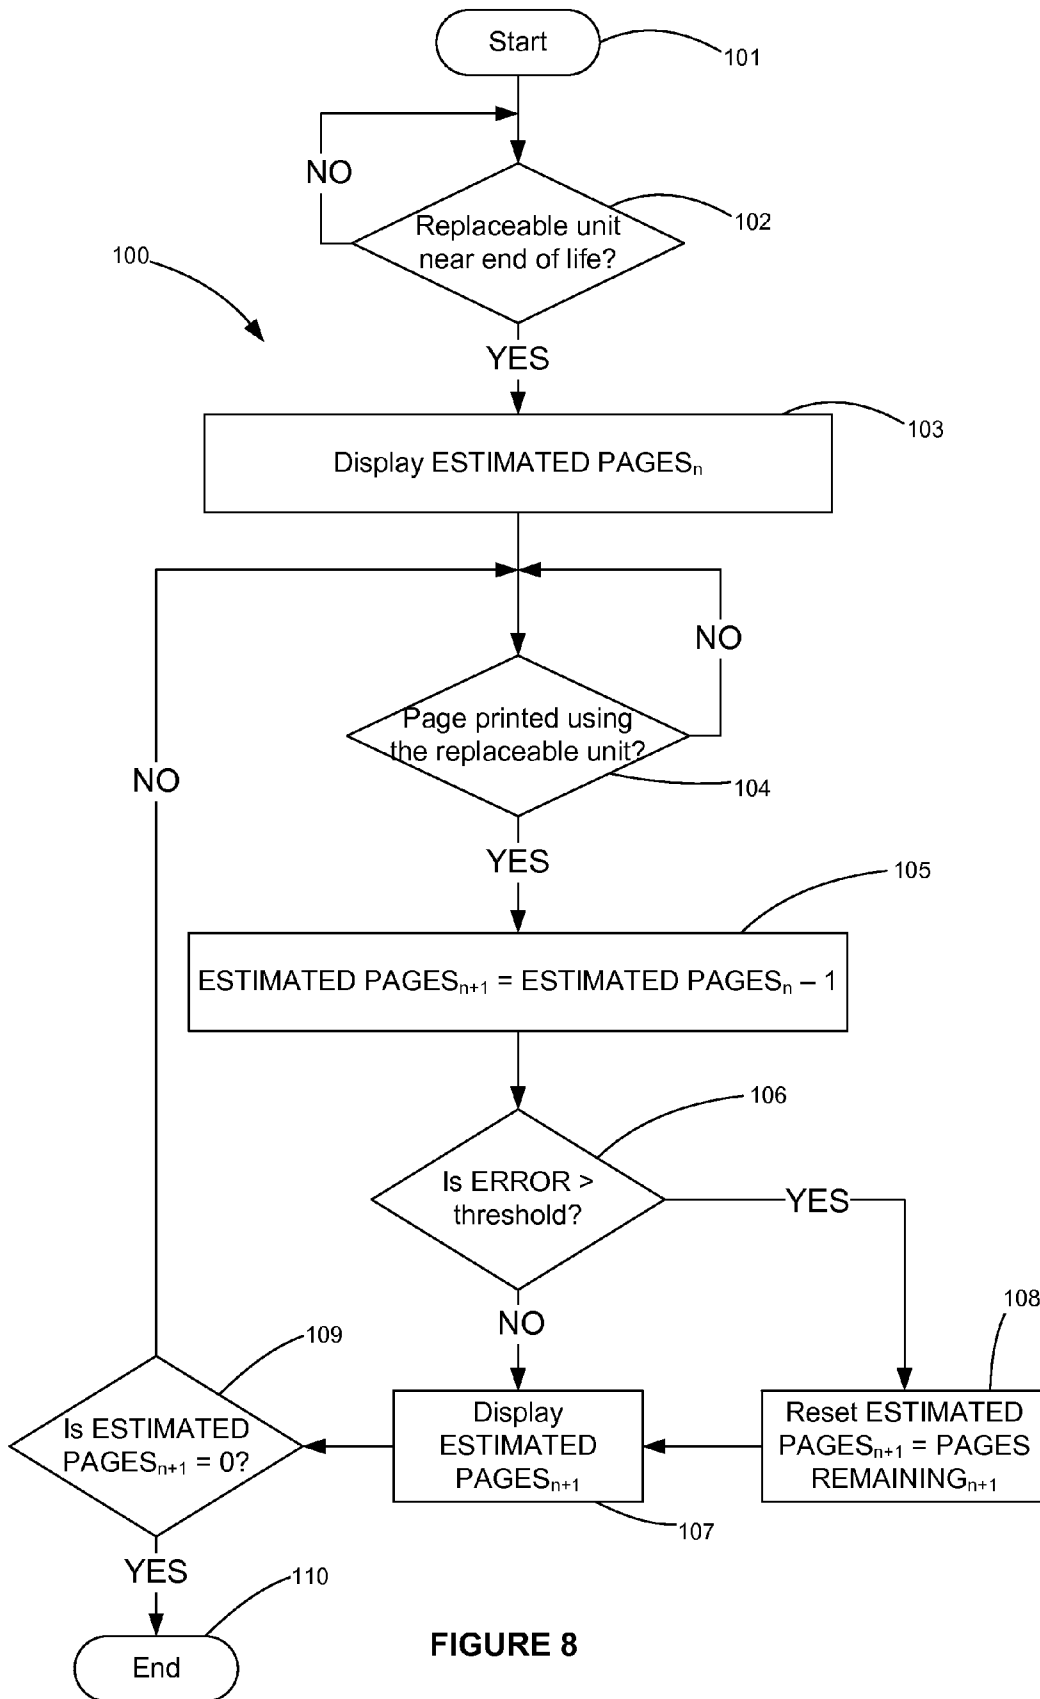 Start
101
NO
Replaceable unit
near end of life?
102
100
YES
103
Display ESTIMATED PAGESₙ
NO
Page printed using
the replaceable unit?
104
NO
YES
105
ESTIMATED PAGESₙ₊₁ = ESTIMATED PAGESₙ – 1
106
Is ERROR >
threshold?
YES
NO
108
109
Is ESTIMATED
PAGESₙ₊₁ = 0?
Display
ESTIMATED
PAGESₙ₊₁
Reset ESTIMATED
PAGESₙ₊₁ = PAGES
REMAININGₙ₊₁
107
YES
110
End
FIGURE 8